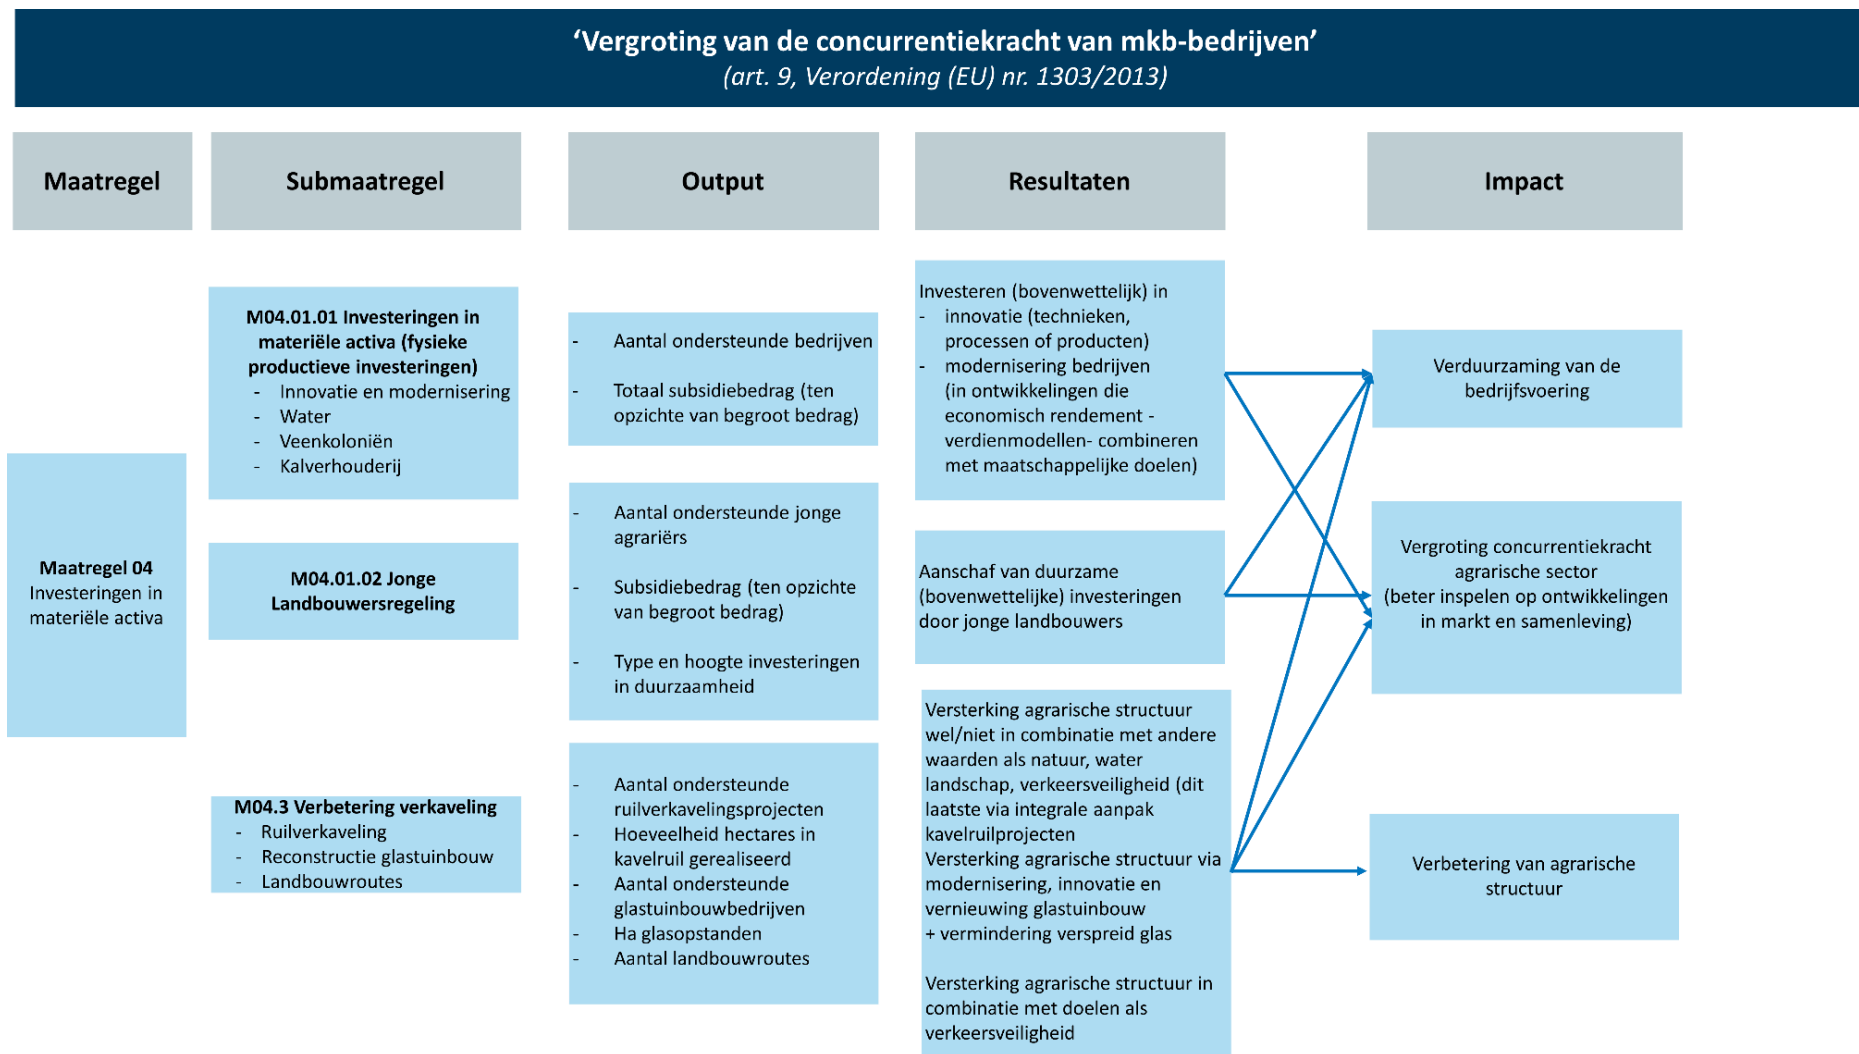 ‘Vergroting van de concurrentiekracht van mkb-bedrijven’
(art. 9, Verordening (EU) nr. 1303/2013)
Maatregel
Submaatregel
Output
Resultaten
Impact
Maatregel 04
Investeringen in
materiële activa
M04.01.01 Investeringen in
materiële activa (fysieke
productieve investeringen)
- Innovatie en modernisering
- Water
- Veenkoloniën
- Kalverhouderij
M04.01.02 Jonge
Landbouwersregeling
M04.3 Verbetering verkaveling
- Ruilverkaveling
- Reconstructie glastuinbouw
- Landbouwroutes
- Aantal ondersteunde bedrijven
- Totaal subsidiebedrag (ten
opzichte van begroot bedrag)
- Aantal ondersteunde jonge
agrariërs
- Subsidiebedrag (ten opzichte
van begroot bedrag)
- Type en hoogte investeringen
in duurzaamheid
- Aantal ondersteunde
ruilverkavelingsprojecten
- Hoeveelheid hectares in
kavelruil gerealiseerd
- Aantal ondersteunde
glastuinbouwbedrijven
- Ha glasopstanden
- Aantal landbouwroutes
Investeren (bovenwettelijk) in
- innovatie (technieken,
processen of producten)
- modernisering bedrijven
(in ontwikkelingen die
economisch rendement -
verdienmodellen- combineren
met maatschappelijke doelen)
Aanschaf van duurzame
(bovenwettelijke) investeringen
door jonge landbouwers
Versterking agrarische structuur
wel/niet in combinatie met andere
waarden als natuur, water
landschap, verkeersveiligheid (dit
laatste via integrale aanpak
kavelruilprojecten
Versterking agrarische structuur via
modernisering, innovatie en
vernieuwing glastuinbouw
+ vermindering verspreid glas
Versterking agrarische structuur in
combinatie met doelen als
verkeersveiligheid
Verduurzaming van de
bedrijfsvoering
Vergroting concurrentiekracht
agrarische sector
(beter inspelen op ontwikkelingen
in markt en samenleving)
Verbetering van agrarische
structuur